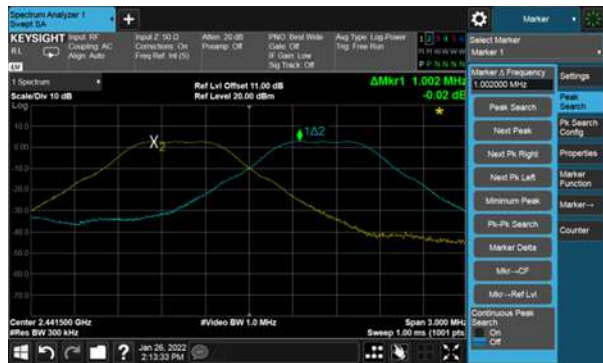 Spectrum Analyzer 1
Swept SA
+
Marker
KEYSIGHT
Input: RF
Input Z: 50 Ω
Atten: 20 dB
PNO: Best Wide
Avg Type: Log-Power
1 2 3 4 5 6
Select Marker
RL
Coupling: AC
Corrections: On
Preamp: Off
Gate: Off
Trig: Free Run
Marker 1
Align: Auto
Freq Ref: Int (S)
IF Gain: Low
Sig Track: Off
P P N N N N
1 Spectrum
Scale/Div 10 dB
Ref Lvl Offset 11.00 dB
Ref Level 20.00 dBm
ΔMkr1 1.002 MHz
-0.02 dB
Marker Δ Frequency
1.002000 MHz
Settings
Peak Search
Peak
Search
Next Peak
Pk Search
Config
Next Pk Right
Properties
Next Pk Left
Marker
Function
Minimum Peak
Marker→
Pk-Pk Search
Counter
Marker Delta
Mkr→CF
Mkr→Ref Lvl
Continuous Peak
Search
On
Off
Log
10.0
0.00
-10.0
-20.0
-30.0
-40.0
-50.0
-60.0
-70.0
X2
1Δ2
Center 2.441500 GHz
#Video BW 1.0 MHz
Span 3.000 MHz
#Res BW 300 kHz
Sweep 1.00 ms (1001 pts)
?
Jan 26, 2022
2:13:33 PM